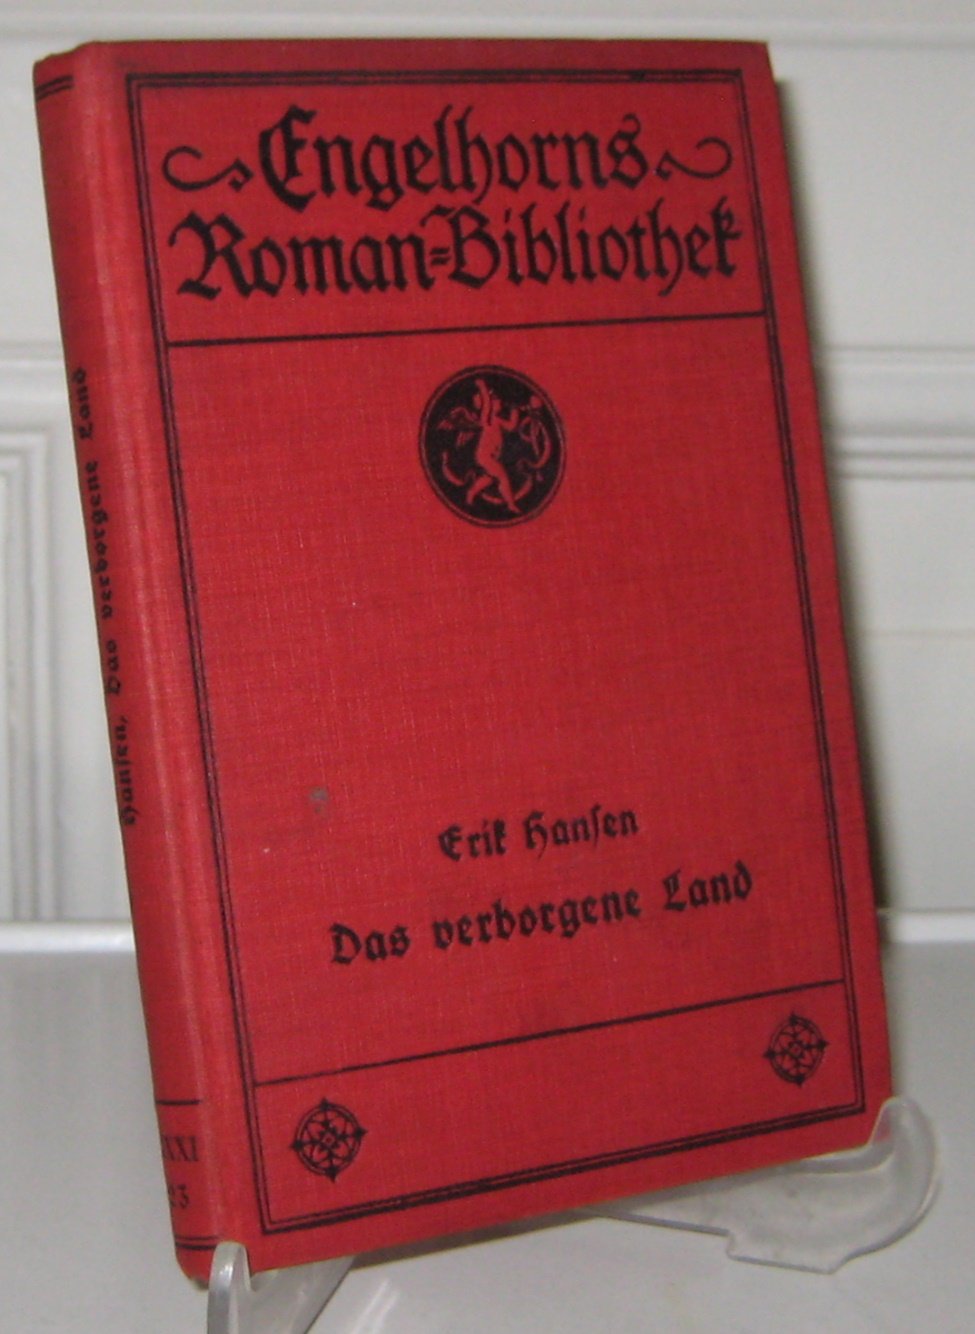 Engelhorns
Roman=Bibliothek
Erik Hanſen
Das verborgene Land
Hanſen, Das verborgene Land